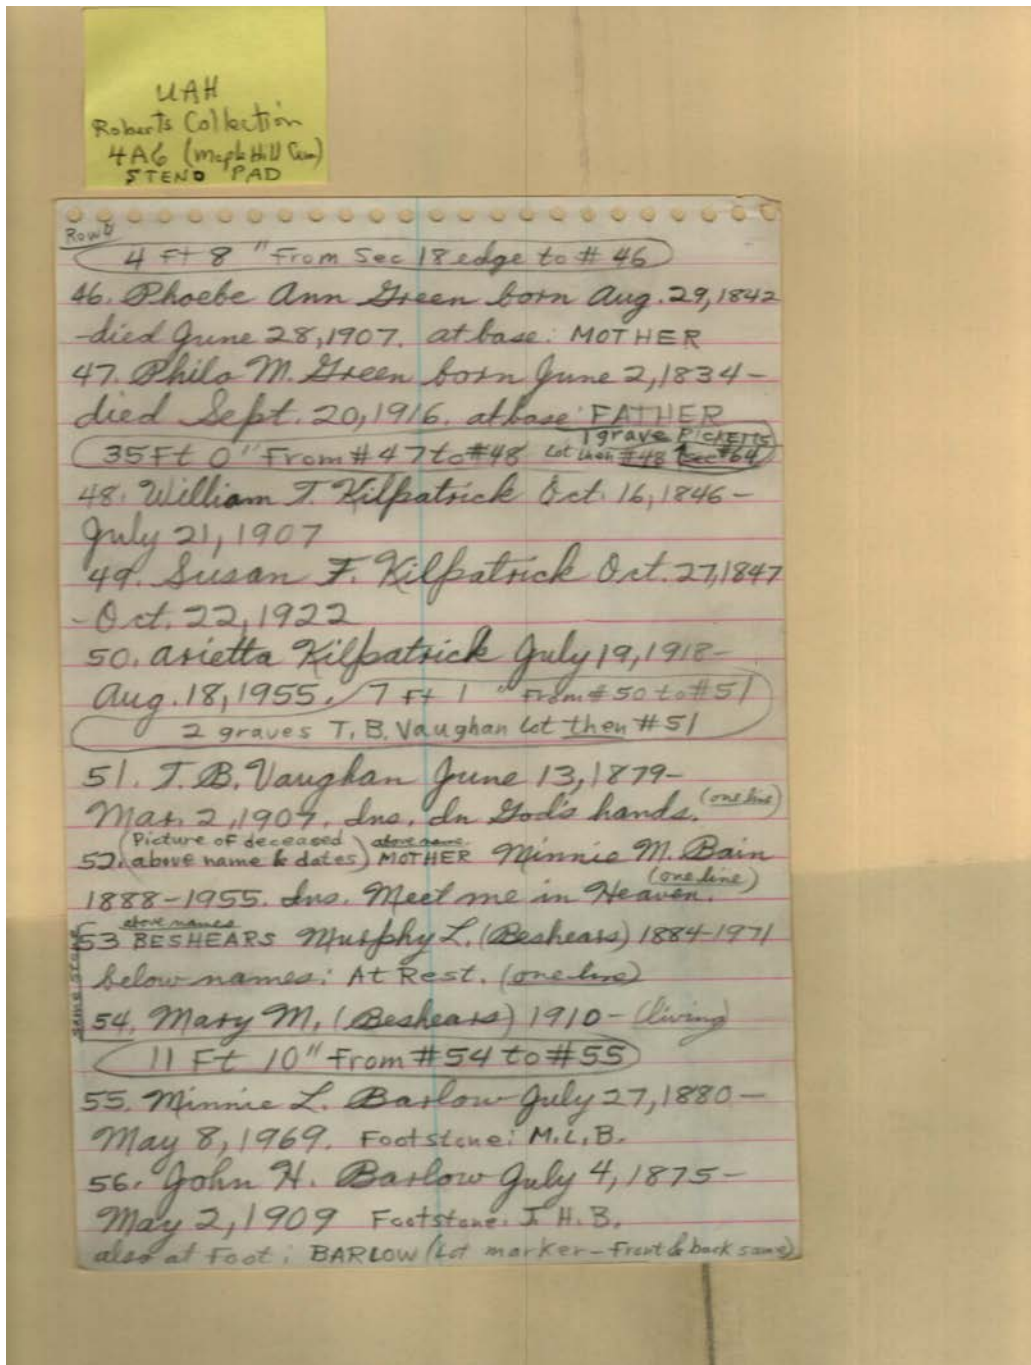 UAH
Roberts Collection
4A6 (Maple Hill Cem)
STENO PAD
Row
4 Ft 8" From Sec 18 edge to # 46
46. Phoebe Ann Green born Aug. 29, 1842
-died June 28, 1907. at base: MOTHER
47. Philo M. Green born June 2, 1834-
died Sept. 20, 1916. at base: FATHER
1 grave PICKETTS
35 Ft 0" From # 47 to #48 Lot then #48 sec #64
48. William T. Kilpatrick Oct. 16, 1846-
July 21, 1907
49. Susan F. Kilpatrick Oct. 27, 1847
-Oct. 22, 1922
50. Arietta Kilpatrick July 19, 1918-
Aug. 18, 1955. 7 Ft 1" From # 50 to #51
2 graves T. B. Vaughan Lot then #51
51. T. B. Vaughan June 13, 1879-
Mar. 2, 1907. Ins. In God's hands. (one line)
(Picture of deceased above name
52. above name & dates) MOTHER Minnie M. Bain
1888-1955. Ins. Meet me in Heaven. (one line)
above names
53 BESHEARS Murphy L. (Beshears) 1884-1971
below names: At Rest. (one line)
same stone
54. Mary M. (Beshears) 1910- (living)
11 Ft 10" From #54 to #55
55. Minnie L. Barlow July 27, 1880-
May 8, 1969. Footstone: M. L. B.
56. John H. Barlow July 4, 1875-
May 2, 1909 Footstone: J. H. B.
also at Foot: BARLOW (Lot marker-Front & back same)